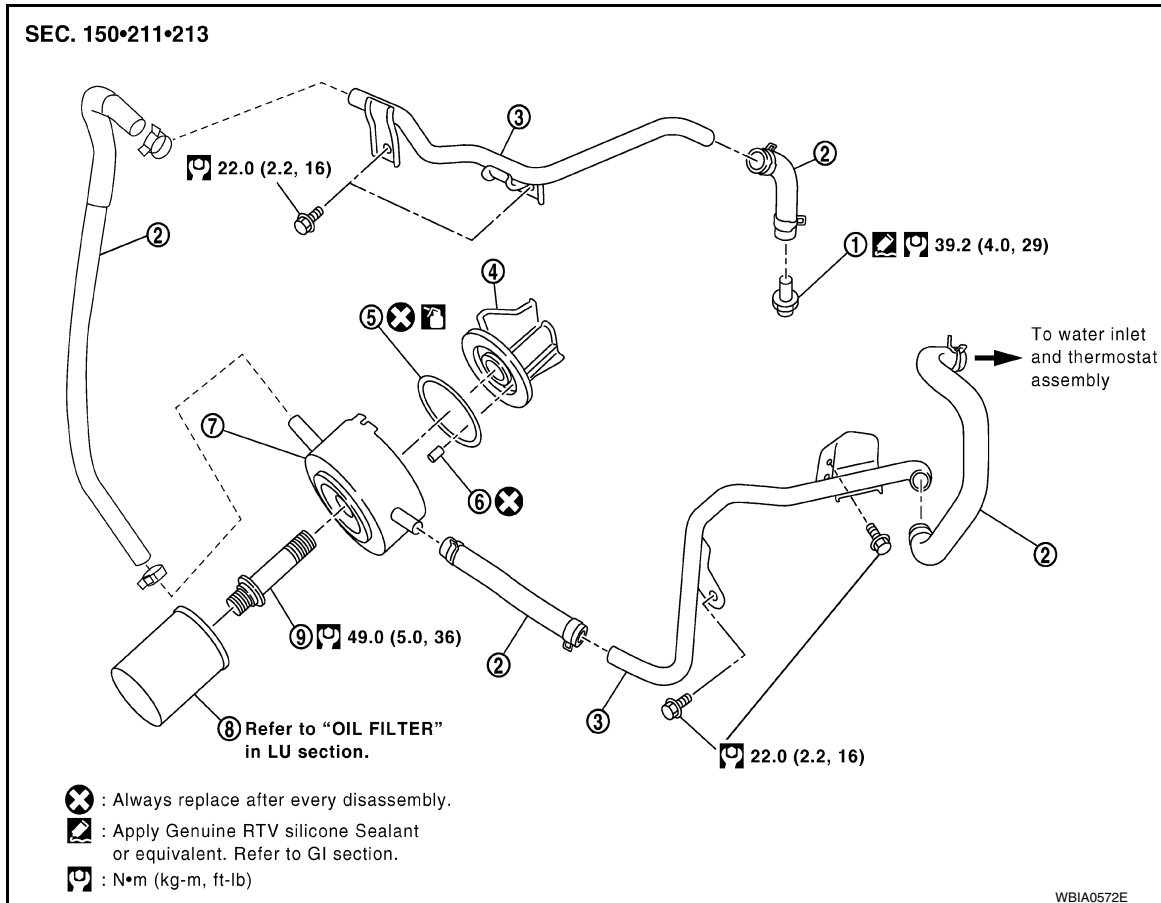 SEC. 150•211•213
③
②
22.0 (2.2, 16)
②
① 39.2 (4.0, 29)
④
⑤
To water inlet
and thermostat
assembly
⑦
⑥
②
⑨ 49.0 (5.0, 36)
②
③
⑧ Refer to “OIL FILTER”
in LU section.
22.0 (2.2, 16)
: Always replace after every disassembly.
: Apply Genuine RTV silicone Sealant
or equivalent. Refer to GI section.
: N•m (kg-m, ft-lb)
WBIA0572E